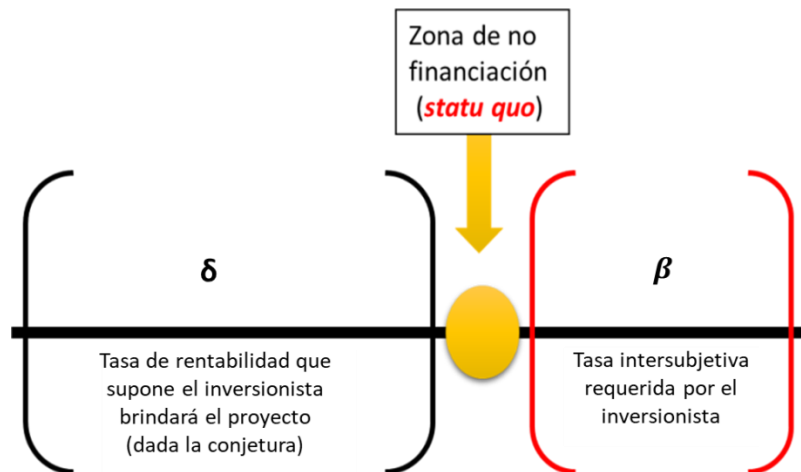 Zona de no
financiación
(statu quo)
δ
β
Tasa de rentabilidad que
supone el inversionista
brindará el proyecto
(dada la conjetura)
Tasa intersubjetiva
requerida por el
inversionista